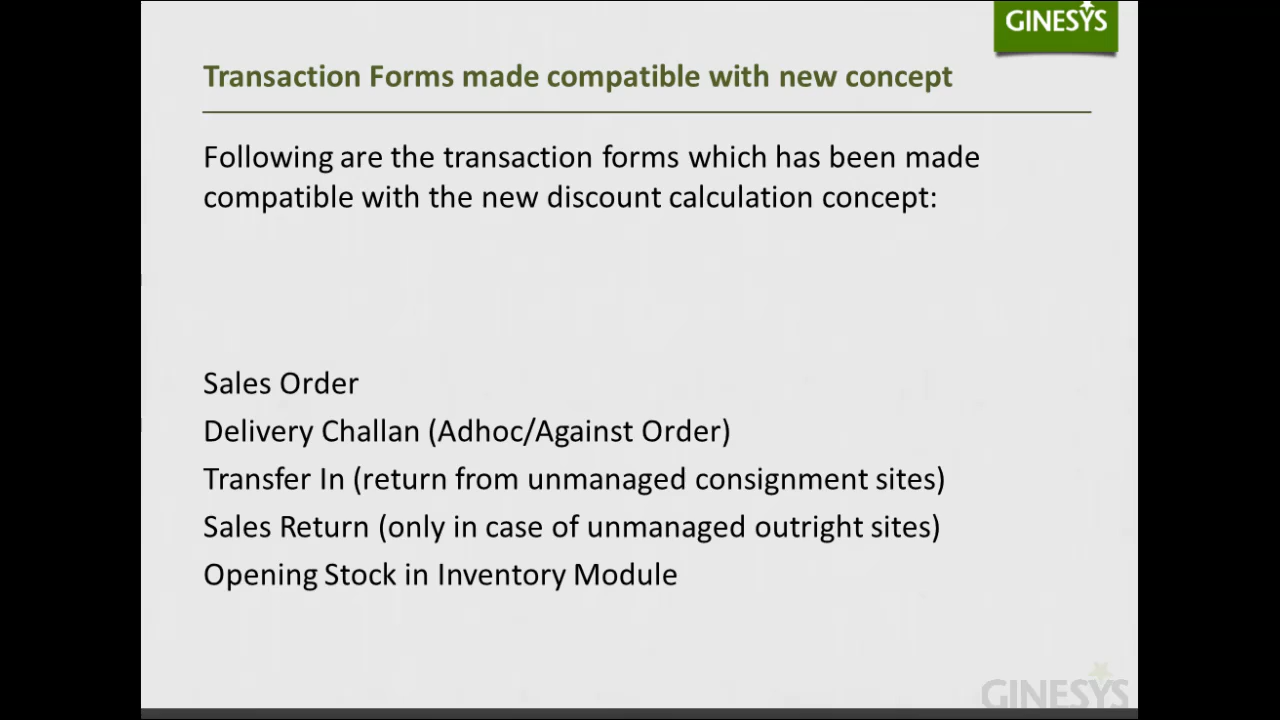 GINESYS
Transaction Forms made compatible with new concept
Following are the transaction forms which has been made
compatible with the new discount calculation concept:
Sales Order
Delivery Challan (Adhoc/Against Order)
Transfer In (return from unmanaged consignment sites)
Sales Return (only in case of unmanaged outright sites)
Opening Stock in Inventory Module
GINESYS